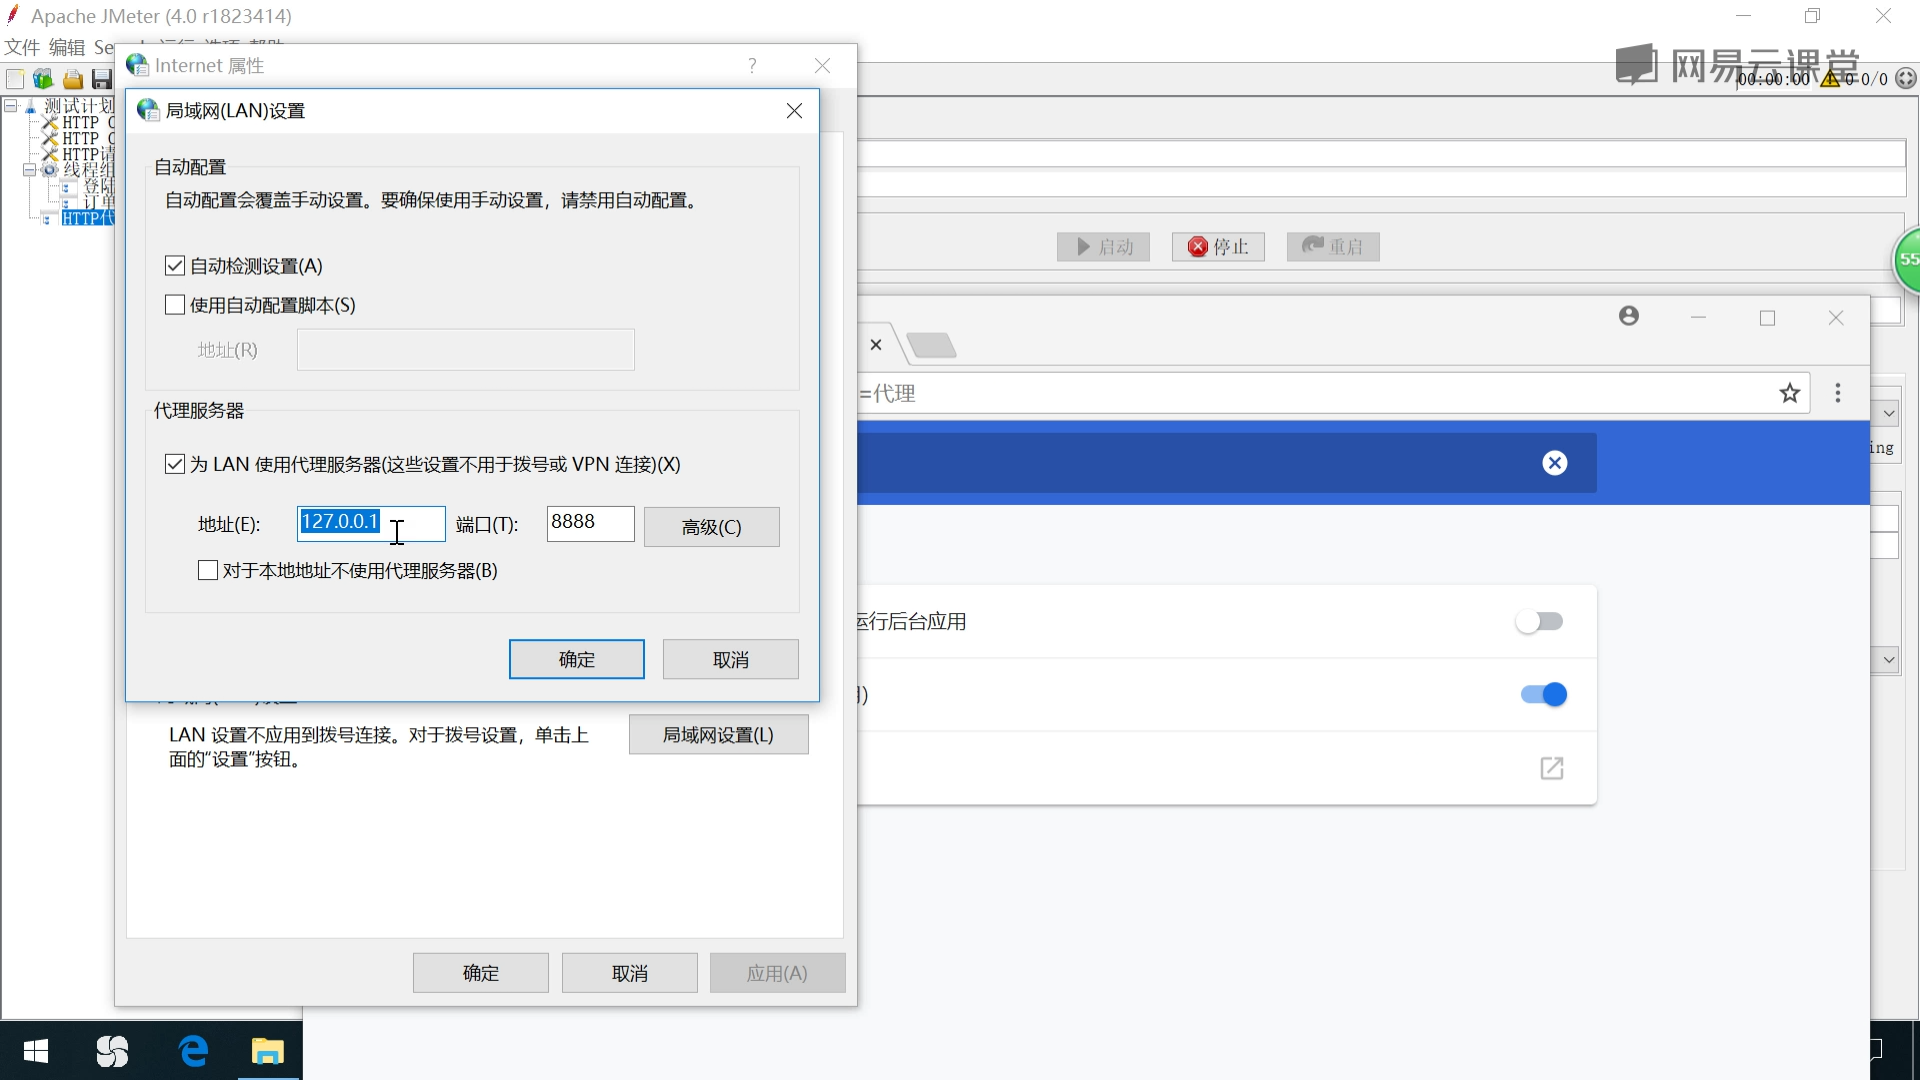 Apache JMeter (4.0 r1823414)
文件 编辑 Se
Internet 属性
?
网易云课堂
00:00:00
0 0/0
测试计划
HTTP C
HTTP C
HTTP请
线程组
登陆
订单
HTTP代
局域网(LAN)设置
自动配置
自动配置会覆盖手动设置。要确保使用手动设置，请禁用自动配置。
自动检测设置(A)
使用自动配置脚本(S)
地址(R)
代理服务器
为 LAN 使用代理服务器(这些设置不用于拨号或 VPN 连接)(X)
地址(E): 127.0.0.1 端口(T): 8888 高级(C)
对于本地地址不使用代理服务器(B)
确定 取消
LAN 设置不应用到拨号连接。对于拨号设置，单击上
面的“设置”按钮。
局域网设置(L)
确定 取消 应用(A)
启动 停止 重启
55
=代理
ing
运行后台应用